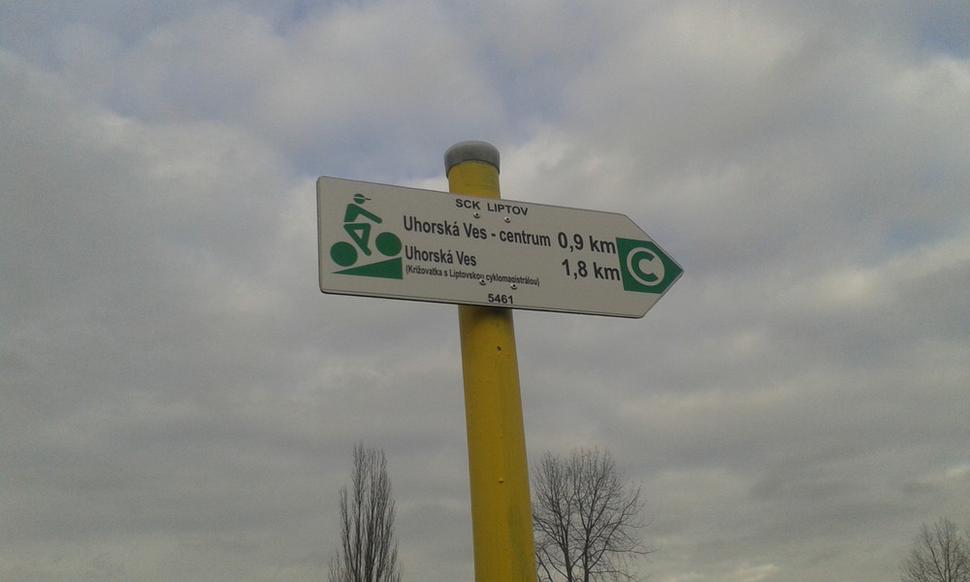 SCK LIPTOV
Uhorská Ves - centrum 0,9 km
Uhorská Ves 1,8 km
(Križovatka s Liptovskou cyklomagistrálou)
C
5461